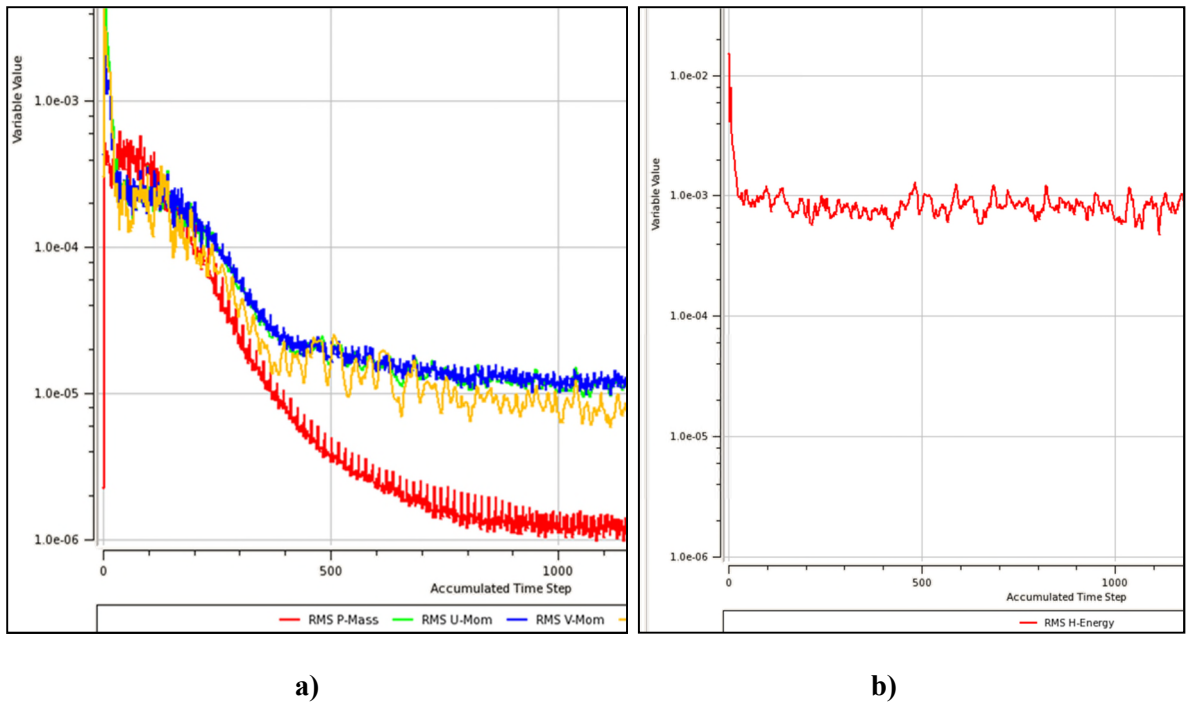 Variable Value
1.0e-03
1.0e-04
1.0e-05
1.0e-06
0
500
1000
Accumulated Time Step
RMS P-Mass
RMS U-Mom
RMS V-Mom
a)
Variable Value
1.0e-02
1.0e-03
1.0e-04
1.0e-05
1.0e-06
0
500
1000
Accumulated Time Step
RMS H-Energy
b)